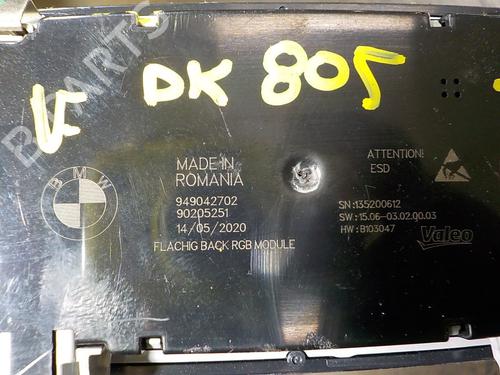 DK 805
BMW
MADE IN
ROMANIA
949042702
90205251
14/05/2020
FLACHIG BACK RGB MODULE
ATTENTION!
ESD
SN:135200612
SW: 15.06-03.02.00.03
HW: B103047
Valeo